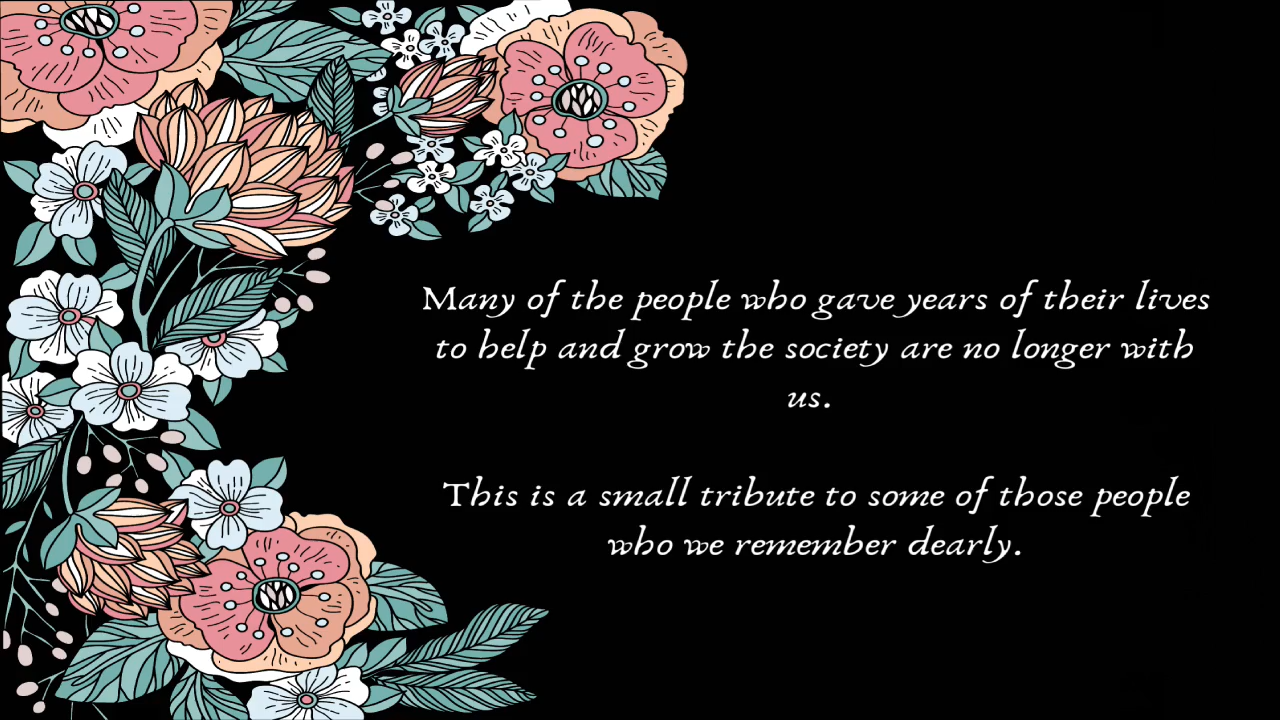 Many of the people who gave years of their lives
to help and grow the society are no longer with
us.
This is a small tribute to some of those people
who we remember dearly.